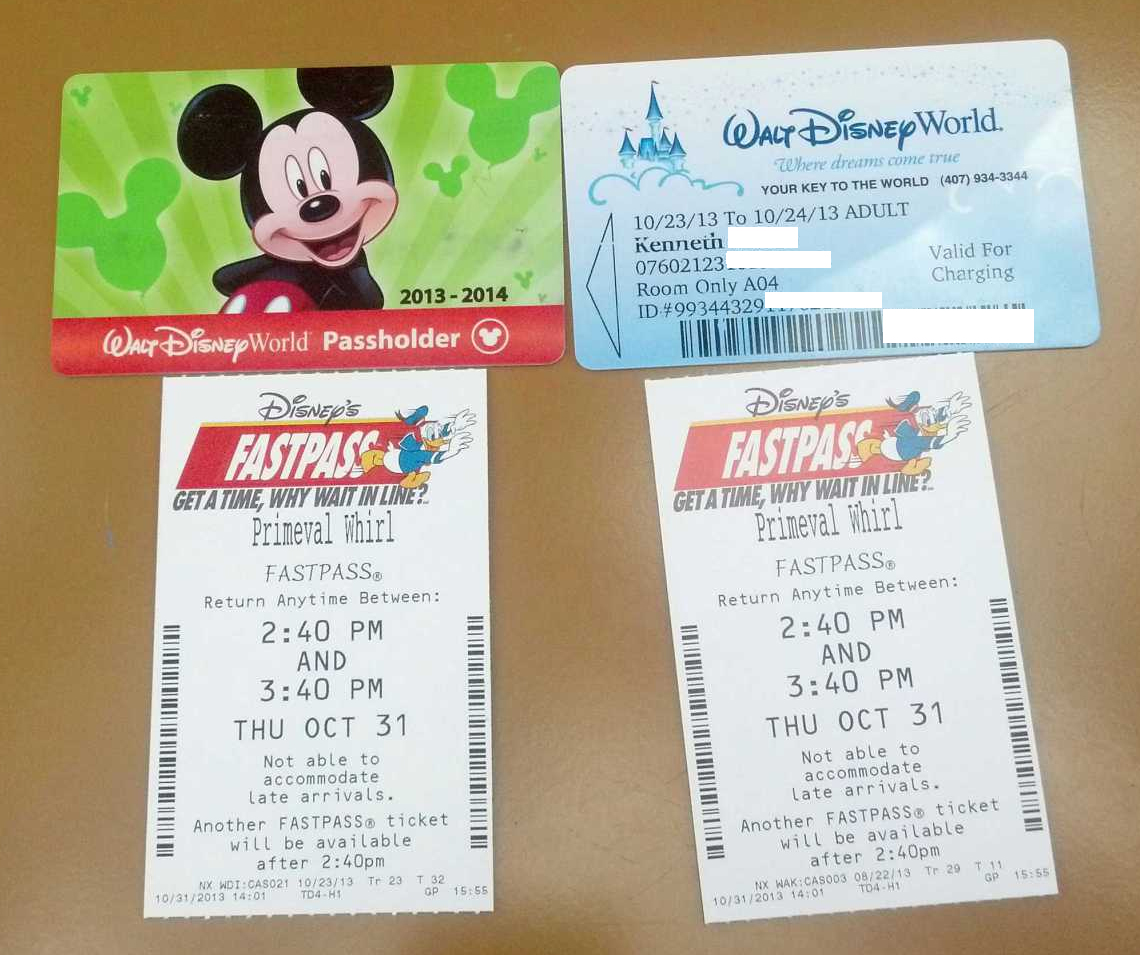 2013 - 2014
Walt Disney World Passholder
Walt Disney World.
Where dreams come true
YOUR KEY TO THE WORLD (407) 934-3344
10/23/13 To 10/24/13 ADULT
Kenneth
Valid For
Charging
Room Only A04
Disney's
FASTPASS
GET A TIME, WHY WAIT IN LINE?
Primeval Whirl
FASTPASS®
Return Anytime Between:
2:40 PM
AND
3:40 PM
THU OCT 31
Not able to
accommodate
late arrivals.
Another FASTPASS® ticket
will be available
after 2:40pm
NX WDI:CAS021 10/23/13 Tr 23 T 32
10/31/2013 14:01 TD4-H1 GP 15:55
Disney's
FASTPASS
GET A TIME, WHY WAIT IN LINE?
Primeval Whirl
FASTPASS®
Return Anytime Between:
2:40 PM
AND
3:40 PM
THU OCT 31
Not able to
accommodate
late arrivals.
Another FASTPASS® ticket
will be available
after 2:40pm
NX WAK:CAS003 08/22/13 Tr 29 T 11
10/31/2013 14:01 TD4-H1 GP 15:55